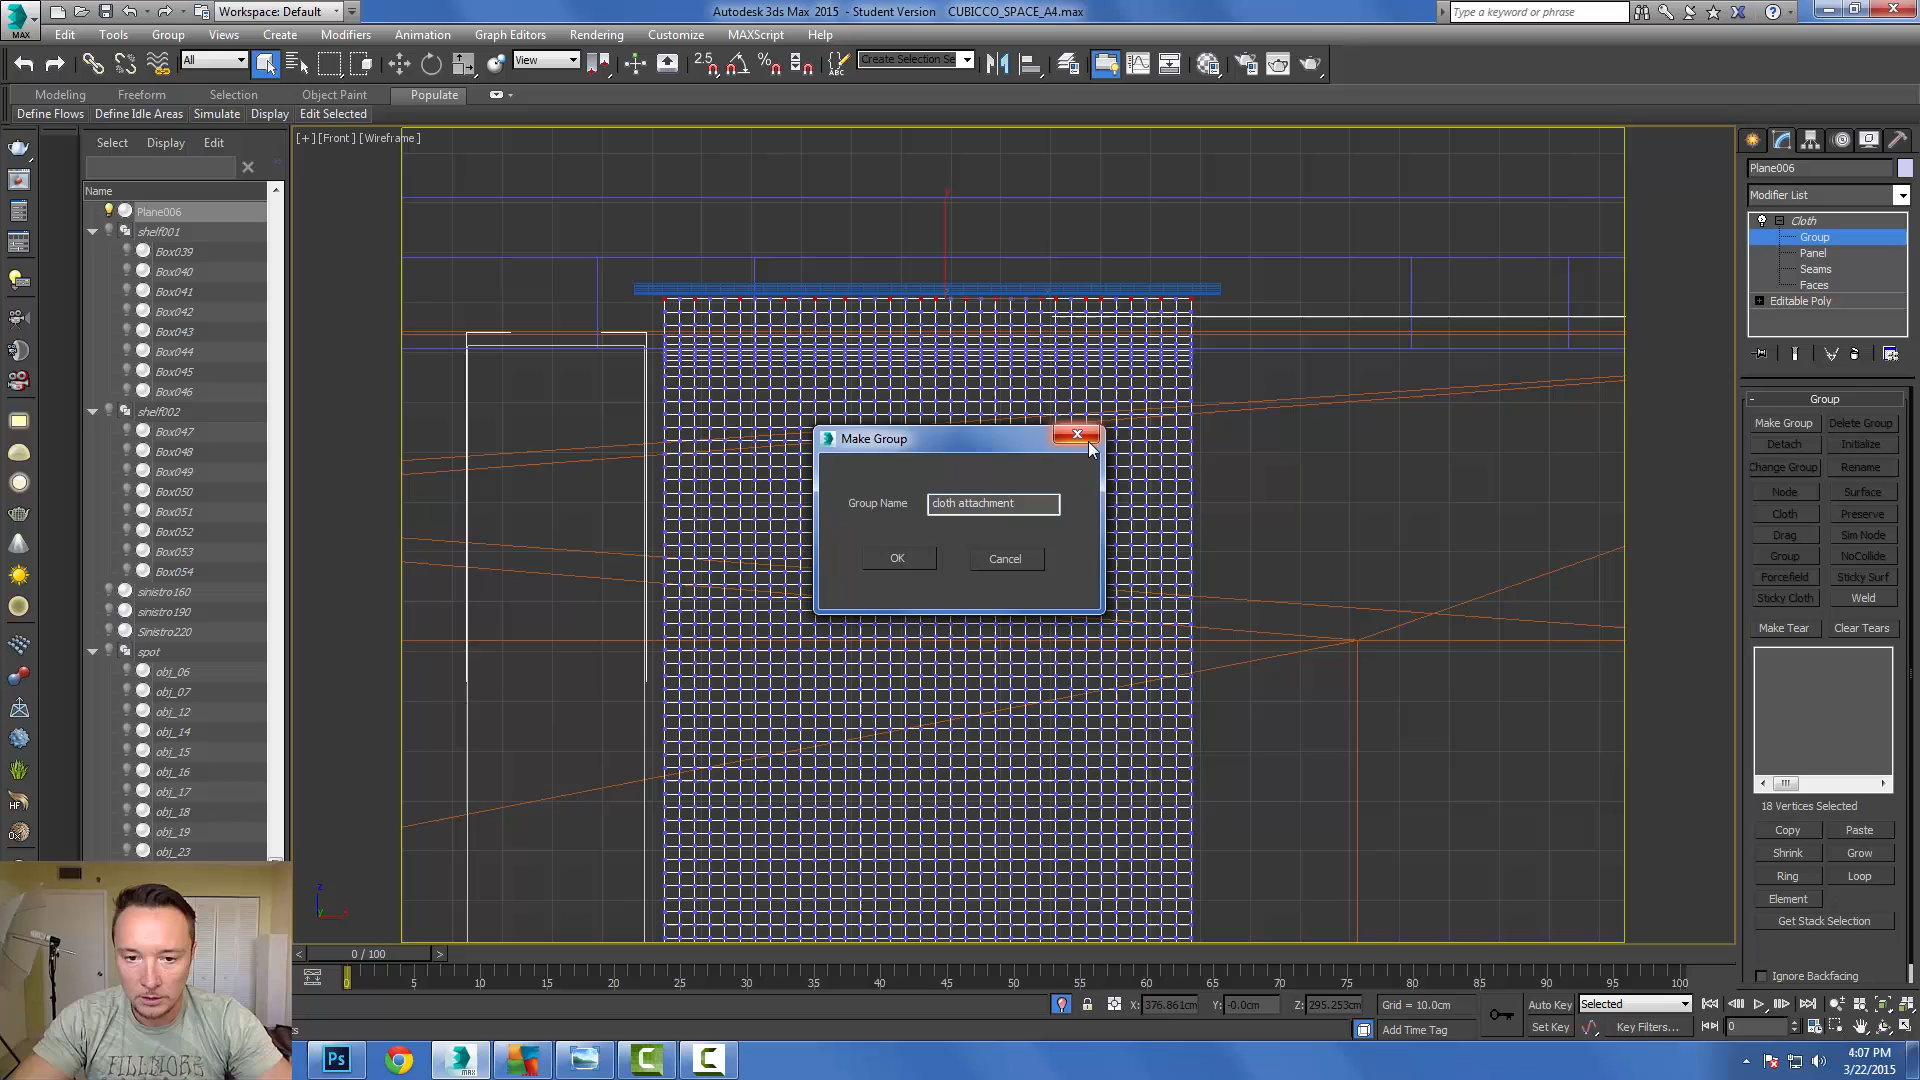 Workspace: Default
Autodesk 3ds Max 2015 - Student Version CUBICCO_SPACE_A4.max
Type a keyword or phrase
MAX
Edit Tools Group Views Create Modifiers Animation Graph Editors Rendering Customize MAXScript Help
All
View
2.5
Create Selection Se
Modeling Freeform Selection Object Paint Populate
Define Flows Define Idle Areas Simulate Display Edit Selected
Select Display Edit
[+] [Front] [Wireframe]
Name
Plane006
shelf001
Box039
Box040
Box041
Box042
Box043
Box044
Box045
Box046
shelf002
Box047
Box048
Box049
Box050
Box051
Box052
Box053
Box054
sinistro160
sinistro190
Sinistro220
spot
obj_06
obj_07
obj_12
obj_14
obj_15
obj_16
obj_17
obj_18
obj_19
obj_23
Make Group
Group Name cloth attachment
OK Cancel
Plane006
Modifier List
Cloth
Group
Panel
Seams
Faces
Editable Poly
Group
Make Group Delete Group
Detach Initialize
Change Group Rename
Node Surface
Cloth Preserve
Drag Sim Node
Group NoCollide
Forcefield Sticky Surf
Sticky Cloth Weld
Make Tear Clear Tears
18 Vertices Selected
Copy Paste
Shrink Grow
Ring Loop
Element
Get Stack Selection
Ignore Backfacing
0 / 100
0 5 10 15 20 25 30 35 40 45 50 55 60 65 70 75 80 85 90 95 100
X: 376.861cm Y: -0.0cm Z: 295.253cm Grid = 10.0cm Auto Key Selected
Add Time Tag Set Key Key Filters... 0
Ps
MAX
4:07 PM
3/22/2015